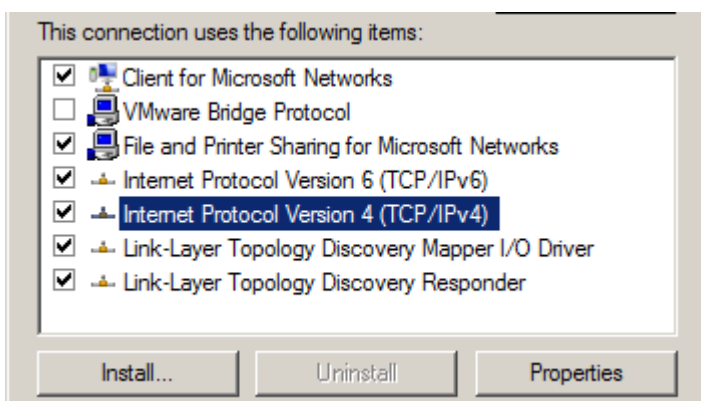 This connection uses the following items:
Client for Microsoft Networks
VMware Bridge Protocol
File and Printer Sharing for Microsoft Networks
Internet Protocol Version 6 (TCP/IPv6)
Internet Protocol Version 4 (TCP/IPv4)
Link-Layer Topology Discovery Mapper I/O Driver
Link-Layer Topology Discovery Responder
Install... Uninstall Properties